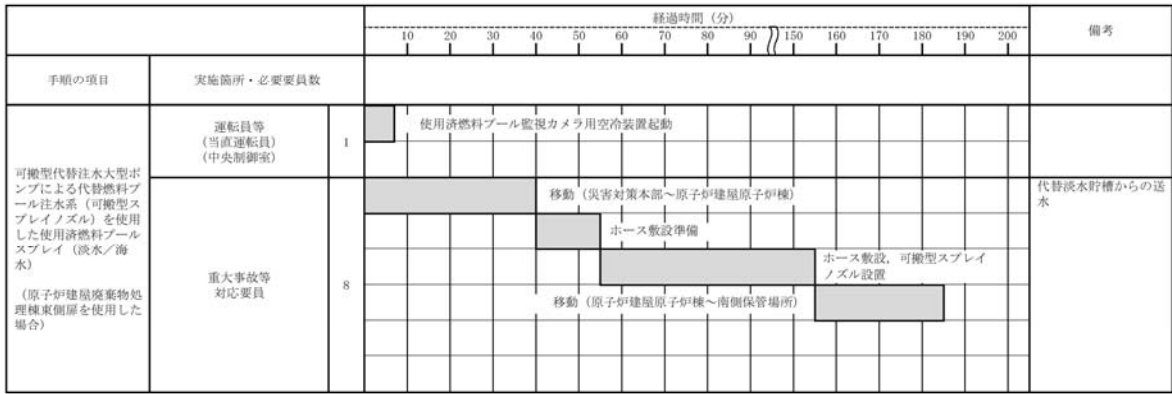 経過時間（分）
備考
10 20 30 40 50 60 70 80 90 150 160 170 180 190 200
手順の項目
実施箇所・必要要員数
可搬型代替注水大型ポ
ンプによる代替燃料プ
ール注水系（可搬型ス
プレイノズル）を使用
した使用済燃料プール
スプレイ（淡水／海
水）
（原子炉建屋廃棄物処
理棟東側扉を使用した
場合）
運転員等
（当直運転員）
（中央制御室）
1
使用済燃料プール監視カメラ用空冷装置起動
重大事故等
対応要員
8
移動（災害対策本部～原子炉建屋原子炉棟）
ホース敷設準備
ホース敷設，可搬型スプレイ
ノズル設置
移動（原子炉建屋原子炉棟～南側保管場所）
代替淡水貯槽からの送
水